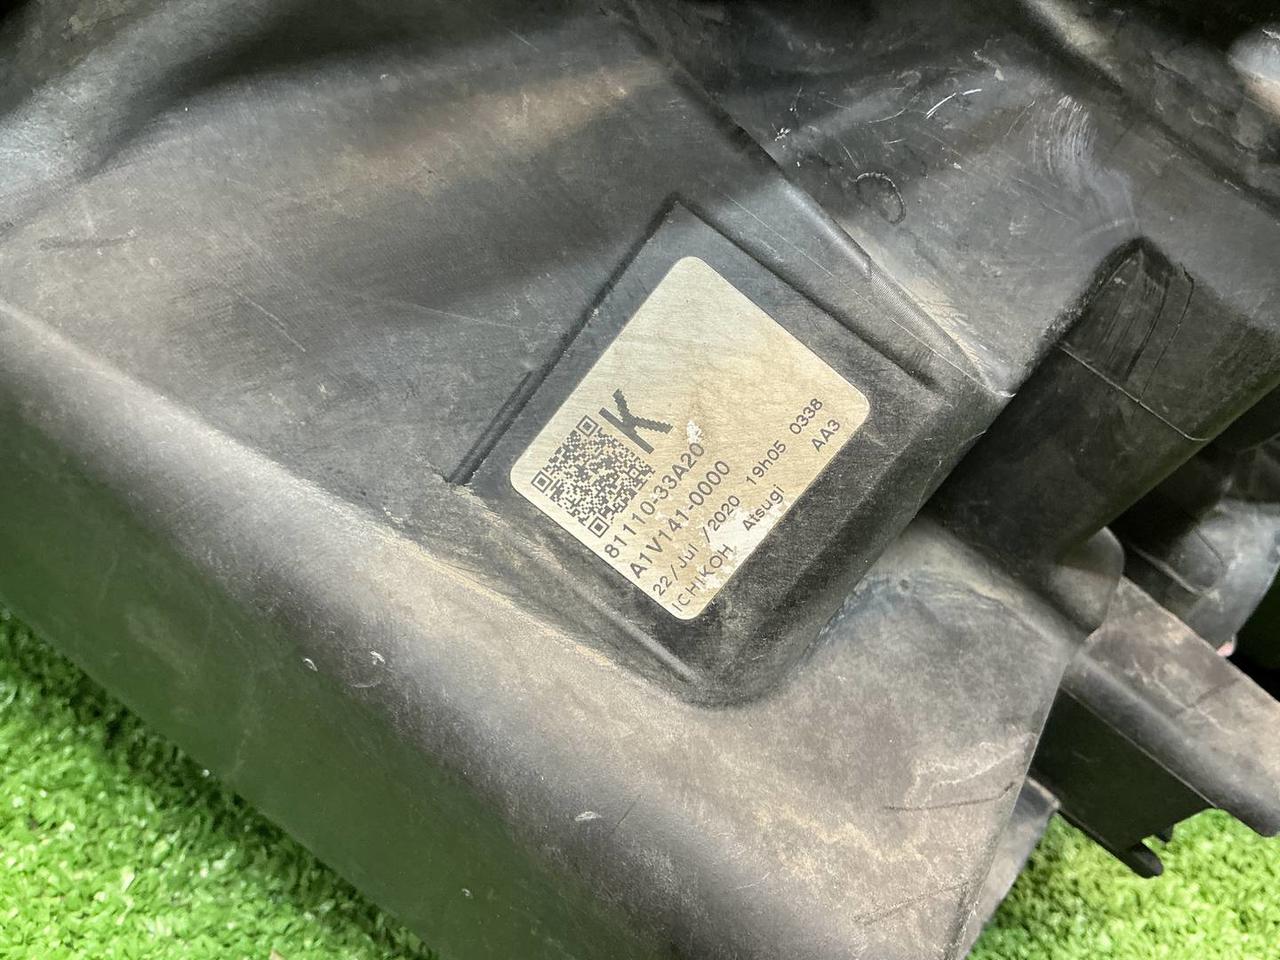 K
81110-33A20
A1V141-0000
22/Jul /2020 19h05 0338
ICHIKOH Atsugi AA3